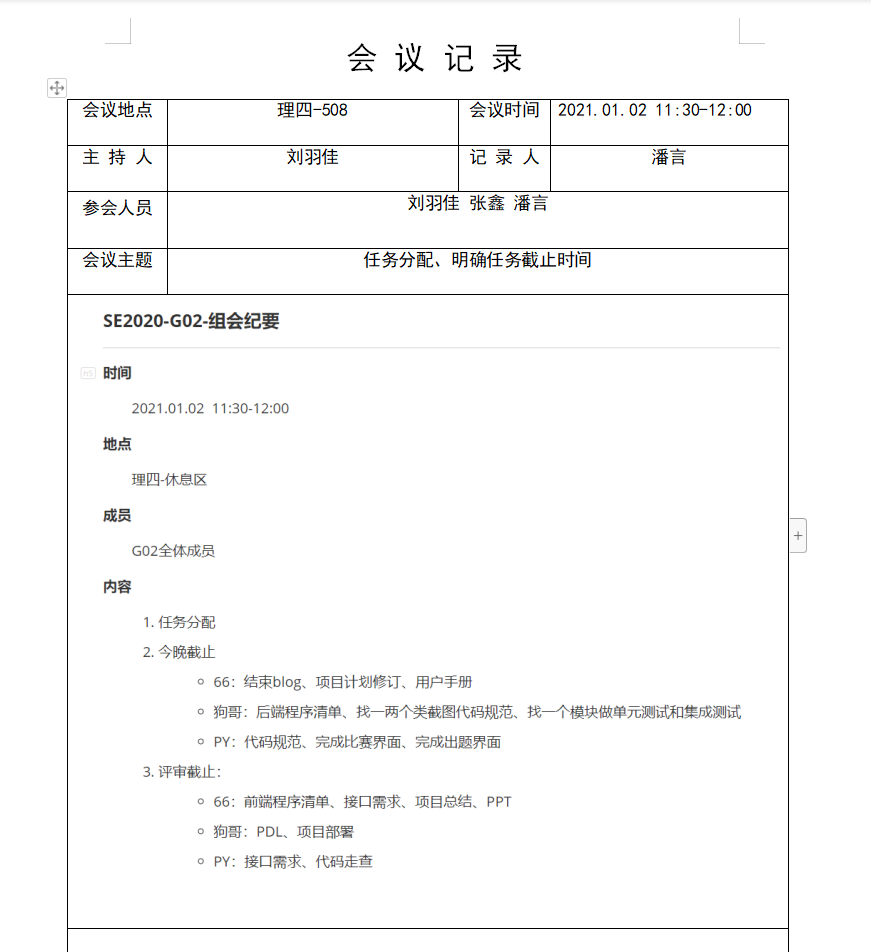 会 议 记 录
会议地点 理四-508 会议时间 2021.01.02 11:30-12:00
主 持 人 刘羽佳 记 录 人 潘言
参会人员 刘羽佳 张鑫 潘言
会议主题 任务分配、明确任务截止时间
SE2020-G02-组会纪要
h5 时间
2021.01.02 11:30-12:00
地点
理四-休息区
成员
G02全体成员
内容
1. 任务分配
2. 今晚截止
66：结束blog、项目计划修订、用户手册
狗哥：后端程序清单、找一两个类截图代码规范、找一个模块做单元测试和集成测试
PY：代码规范、完成比赛界面、完成出题界面
3. 评审截止：
66：前端程序清单、接口需求、项目总结、PPT
狗哥：PDL、项目部署
PY：接口需求、代码走查